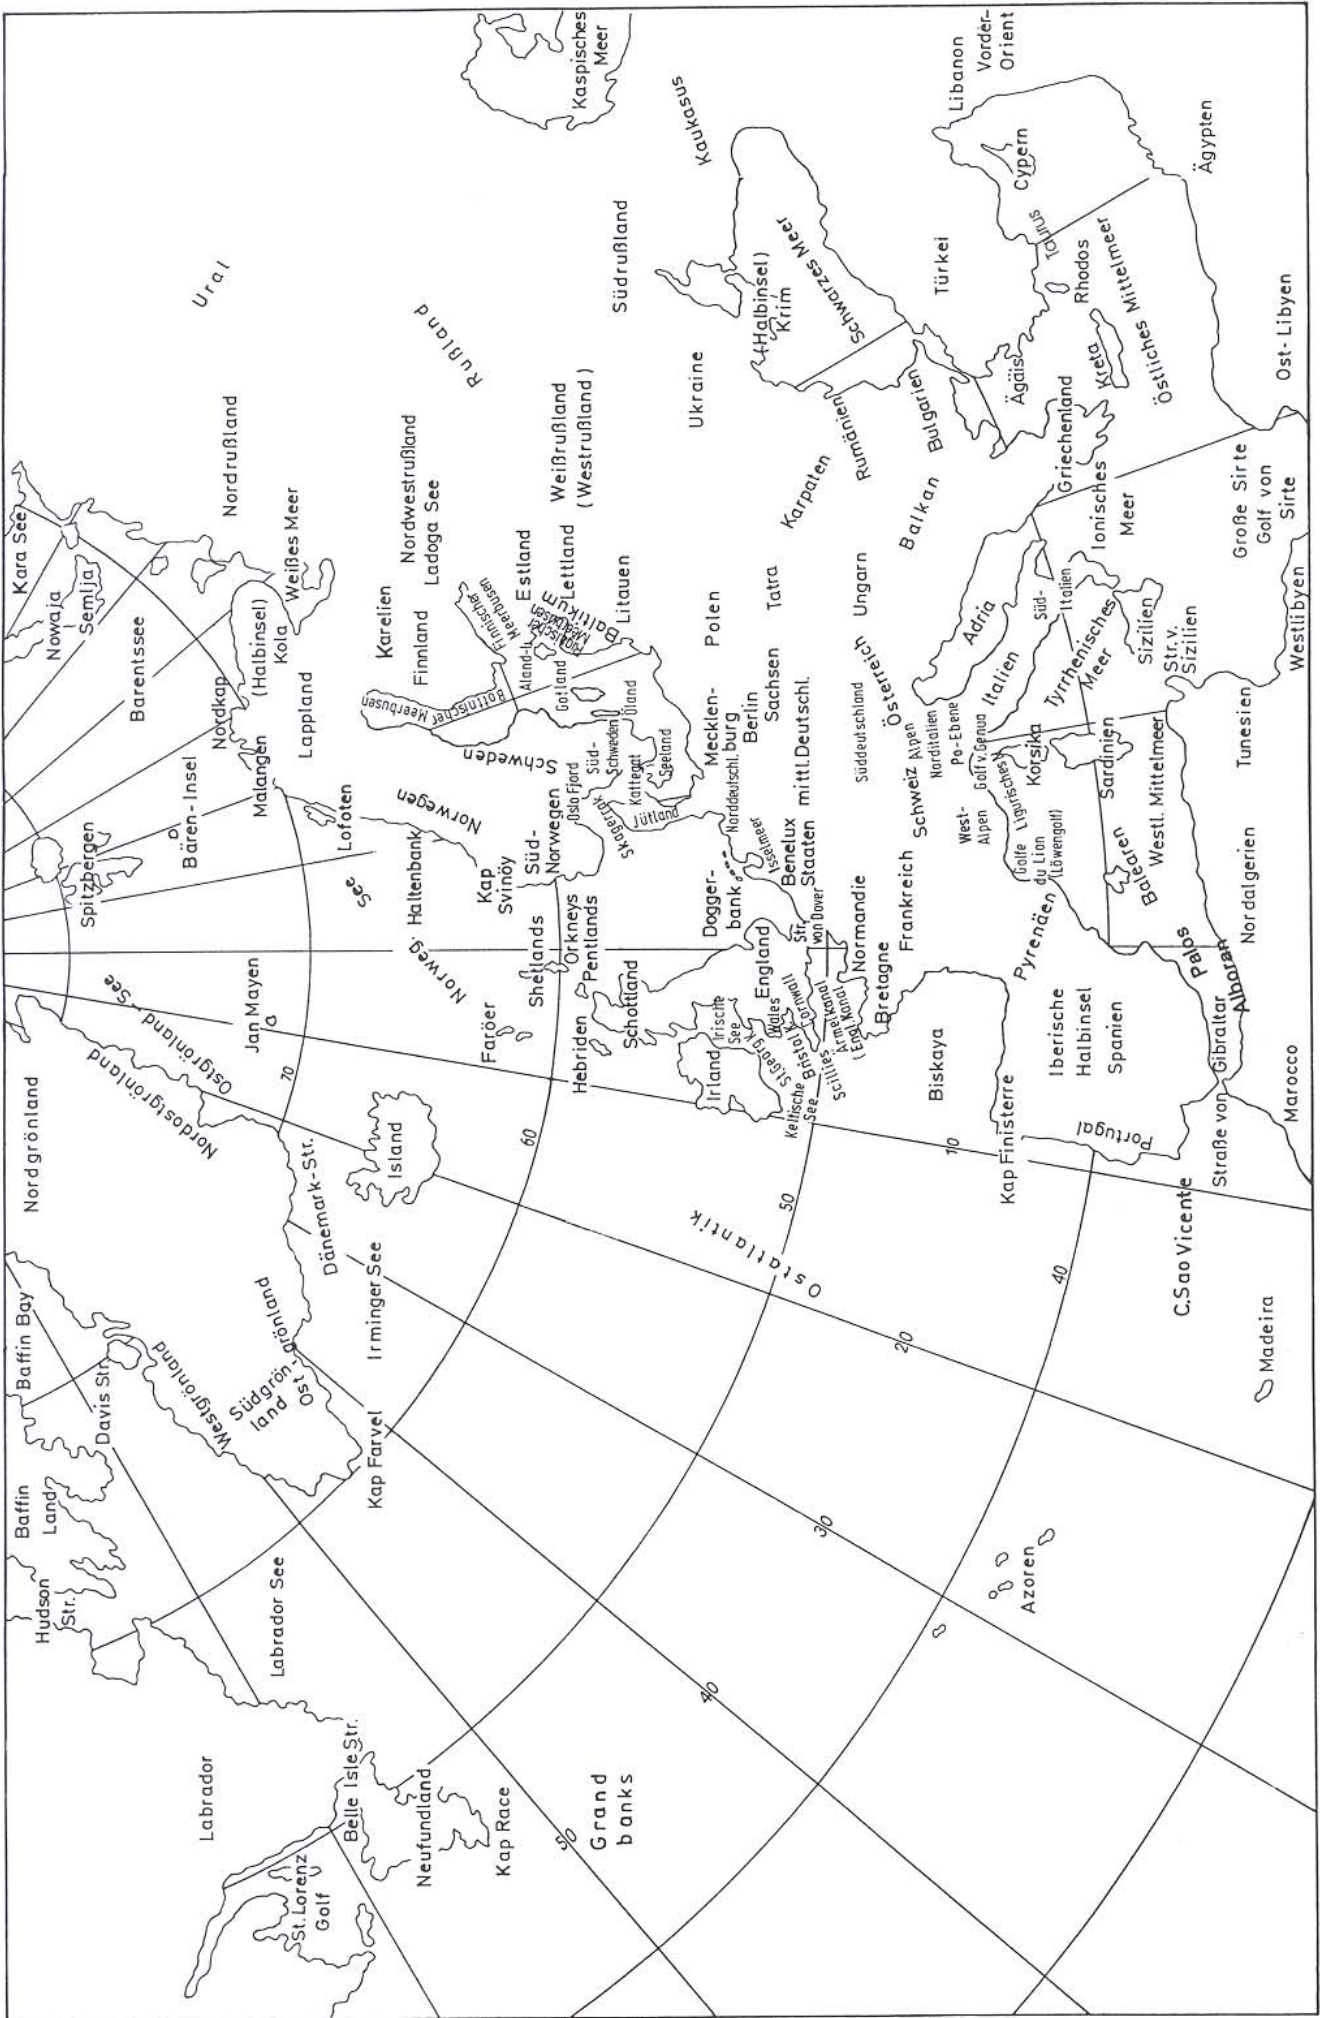 Hudson
Str.
Baffin
Land
Baffin Bay
Davis Str.
Westgrönland
Südgrön-
land
Ost-
grönland
Nordgrönland
Nordostgrönland
Ostgrönland-See
Jan Mayen
70
Dänemark-Str.
Island
Irminger See
Kap Farvel
Labrador See
Labrador
Belle Isle Str.
St. Lorenz
Golf
Neufundland
Kap Race
Grand
banks
50
40
30
20
10
60
50
40
Ostatlantik
Azoren
Madeira
C. Sao Vicente
Kap Finisterre
Spitzbergen
Bären-Insel
Barentssee
Nowaja
Semlja
Kara See
Nordkap
Malangen
Lofoten
Lappland
(Halbinsel)
Kola
Weißes Meer
Nordrußland
Ural
Rußland
Norweg.
See
Norweg
Haltenbank
Kap
Svinöy
Norwegen
Schweden
Süd-
Norwegen
Oslo Fjord
Süd-
Schweden
Skagerrak
Kattegat
Jütland
Seeland
Öland
Gotland
Åland-I.
Bottnischer Meerbusen
Finnischer
Meerbusen
Rigaischer
Meerbusen
Baltikum
Finnland
Karelien
Nordwestrußland
Ladoga See
Estland
Lettland
Litauen
Weißrußland
(Westrußland)
Südrußland
Ukraine
Kaspisches
Meer
Kaukasus
Faröer
Shetlands
Orkneys
Pentlands
Hebriden
Schottland
Irland
Irische
See
England
Wales
St. Georg K.
Bristol K.
Cornwall
Keltische
See
Scillies
Armelkanal
(Engl. Kanal)
Str.
von Dover
Dogger-
bank
Isselmeer
Benelux
Staaten
Norddeutschl.
Mecklen-
burg
Berlin
Sachsen
mittl. Deutschl.
Süddeutschland
Polen
Tatra
Karpaten
Österreich
Ungarn
Rumänien
Bulgarien
Balkan
(Halbinsel)
Krim
Schwarzes Meer
Türkei
Taurus
Cypern
Libanon
Vorder-
Orient
Ägypten
Normandie
Bretagne
Frankreich
Schweiz
Alpen
West-
Alpen
Norditalien
Po-Ebene
Golf v. Genua
Ligurisches M.
Golfe
du Lion
(Löwengolf)
Korsika
Sardinien
Italien
Adria
Süd-
Italien
Tyrrhenisches
Meer
Sizilien
Str. v.
Sizilien
Ionisches
Meer
Griechenland
Ägäis
Kreta
Rhodos
Östliches Mittelmeer
Biskaya
Pyrenäen
Iberische
Halbinsel
Spanien
Portugal
Balearen
Westl. Mittelmeer
Palos
Alboran
Gibraltar
Straße von
Marocco
Nordalgerien
Tunesien
Westlibyen
Große Sirte
Golf von
Sirte
Ost-Libyen